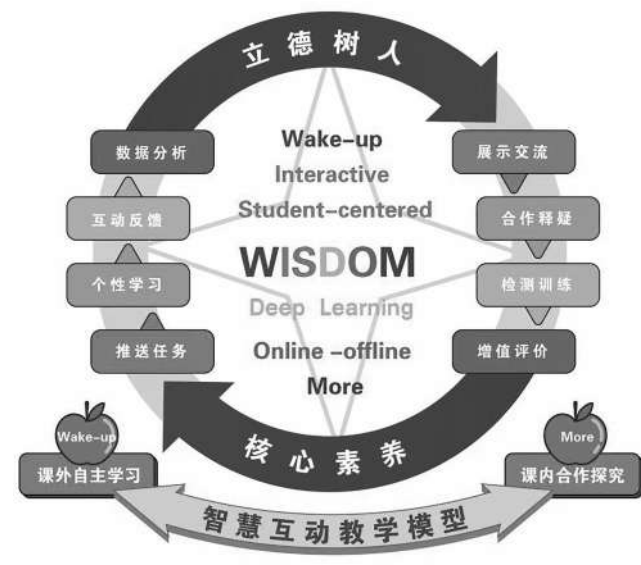 立德树人
数据分析
互动反馈
个性学习
推送任务
Wake-up
Interactive
Student-centered
WISDOM
Deep Learning
Online-offline
More
展示交流
合作释疑
检测训练
增值评价
核心素养
Wake-up
课外自主学习
More
课内合作探究
智慧互动教学模型